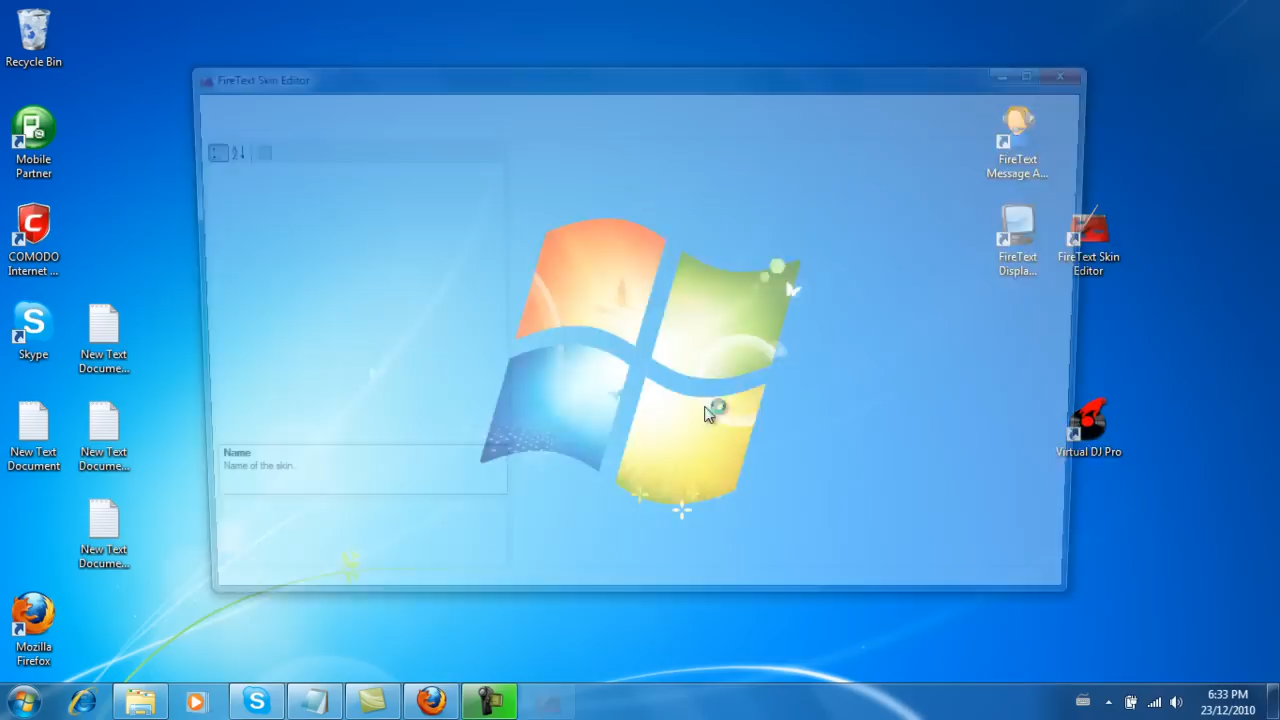 Recycle Bin
FireText Skin Editor
Mobile
Partner
FireText
Message A...
COMODO
Internet ...
FireText
Displa...
FireText Skin
Editor
Skype
New Text
Docume...
New Text
Document
New Text
Docume...
Name
Name of the skin.
Virtual DJ Pro
New Text
Docume...
Mozilla
Firefox
6:33 PM
23/12/2010